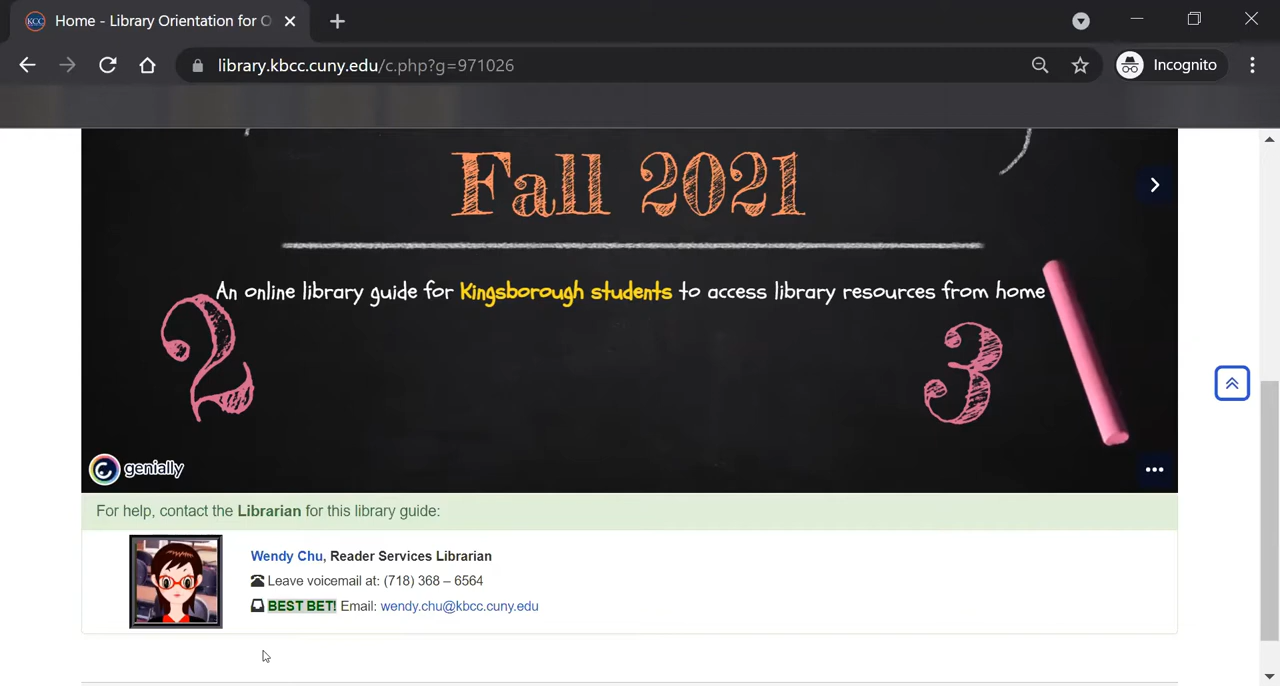 KCC Home - Library Orientation for O
library.kbcc.cuny.edu/c.php?g=971026
Incognito
Fall 2021
An online library guide for Kingsborough students to access library resources from home
2
3
genially
For help, contact the Librarian for this library guide:
Wendy Chu, Reader Services Librarian
Leave voicemail at: (718) 368 – 6564
BEST BET! Email: wendy.chu@kbcc.cuny.edu